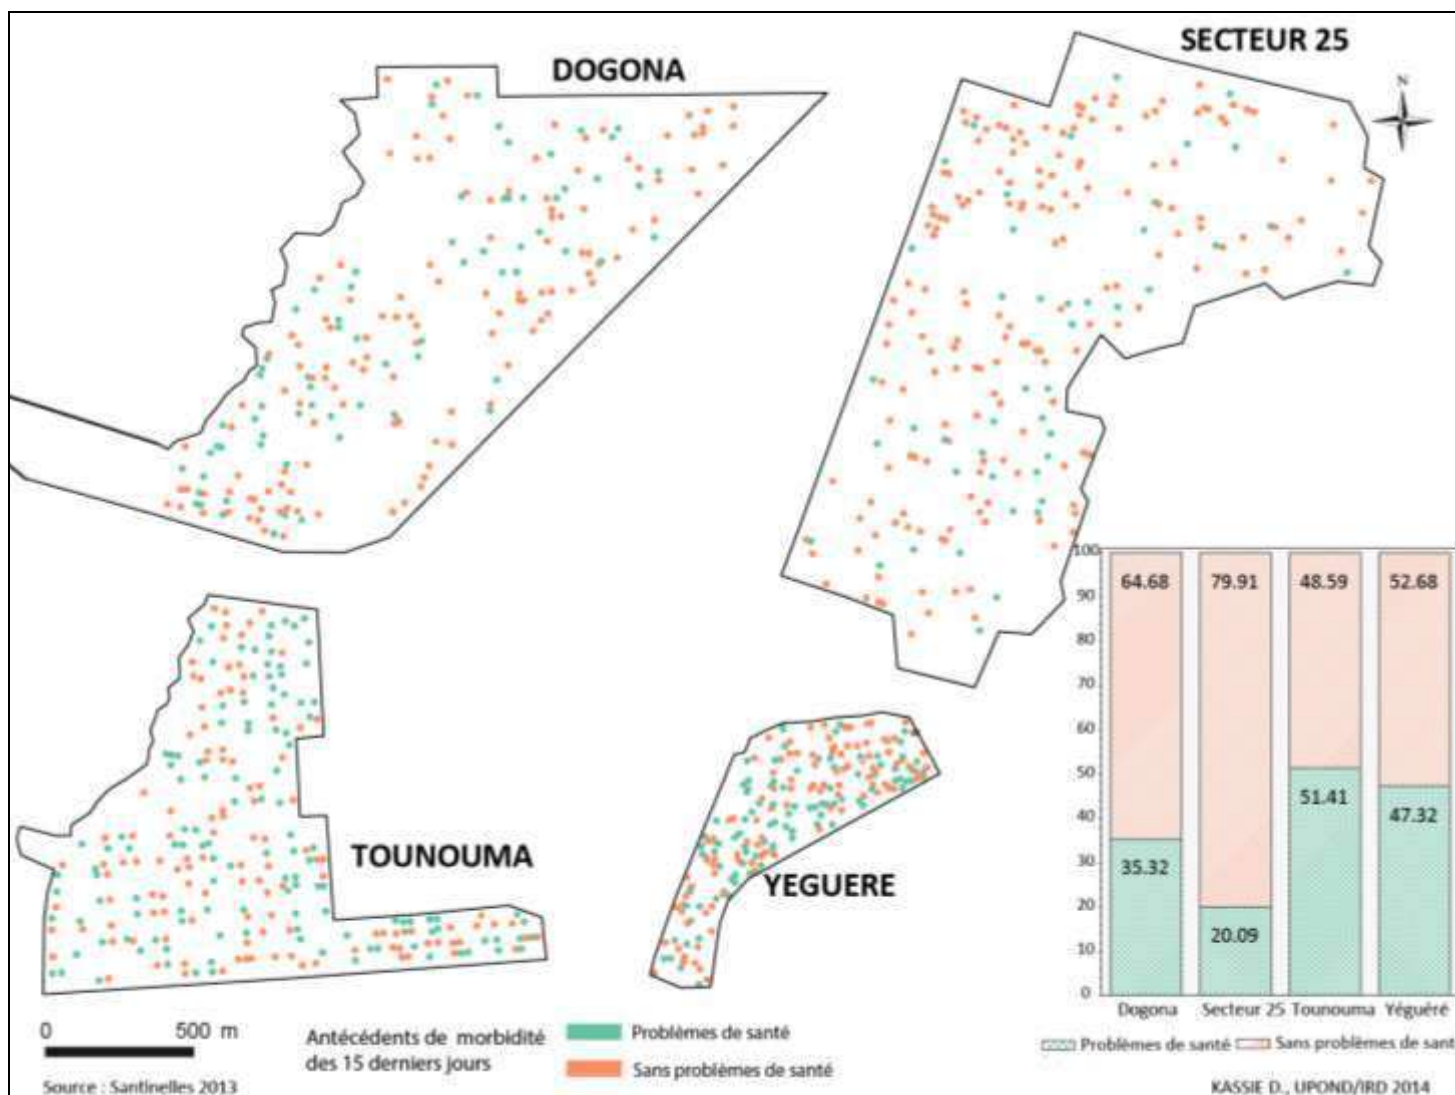 DOGONA
SECTEUR 25
N
TOUNOUMA
YEGUERE
100
90
80
70
60
50
40
30
20
10
0
64.68
79.91
48.59
52.68
35.32
20.09
51.41
47.32
Dogona
Secteur 25
Tounouma
Yéguéré
Problèmes de santé
Sans problèmes de sant
0
500 m
Antécédents de morbidité
des 15 derniers jours
Problèmes de santé
Sans problèmes de santé
Source : Santinelles 2013
KASSIE D., UPOND/IRD 2014